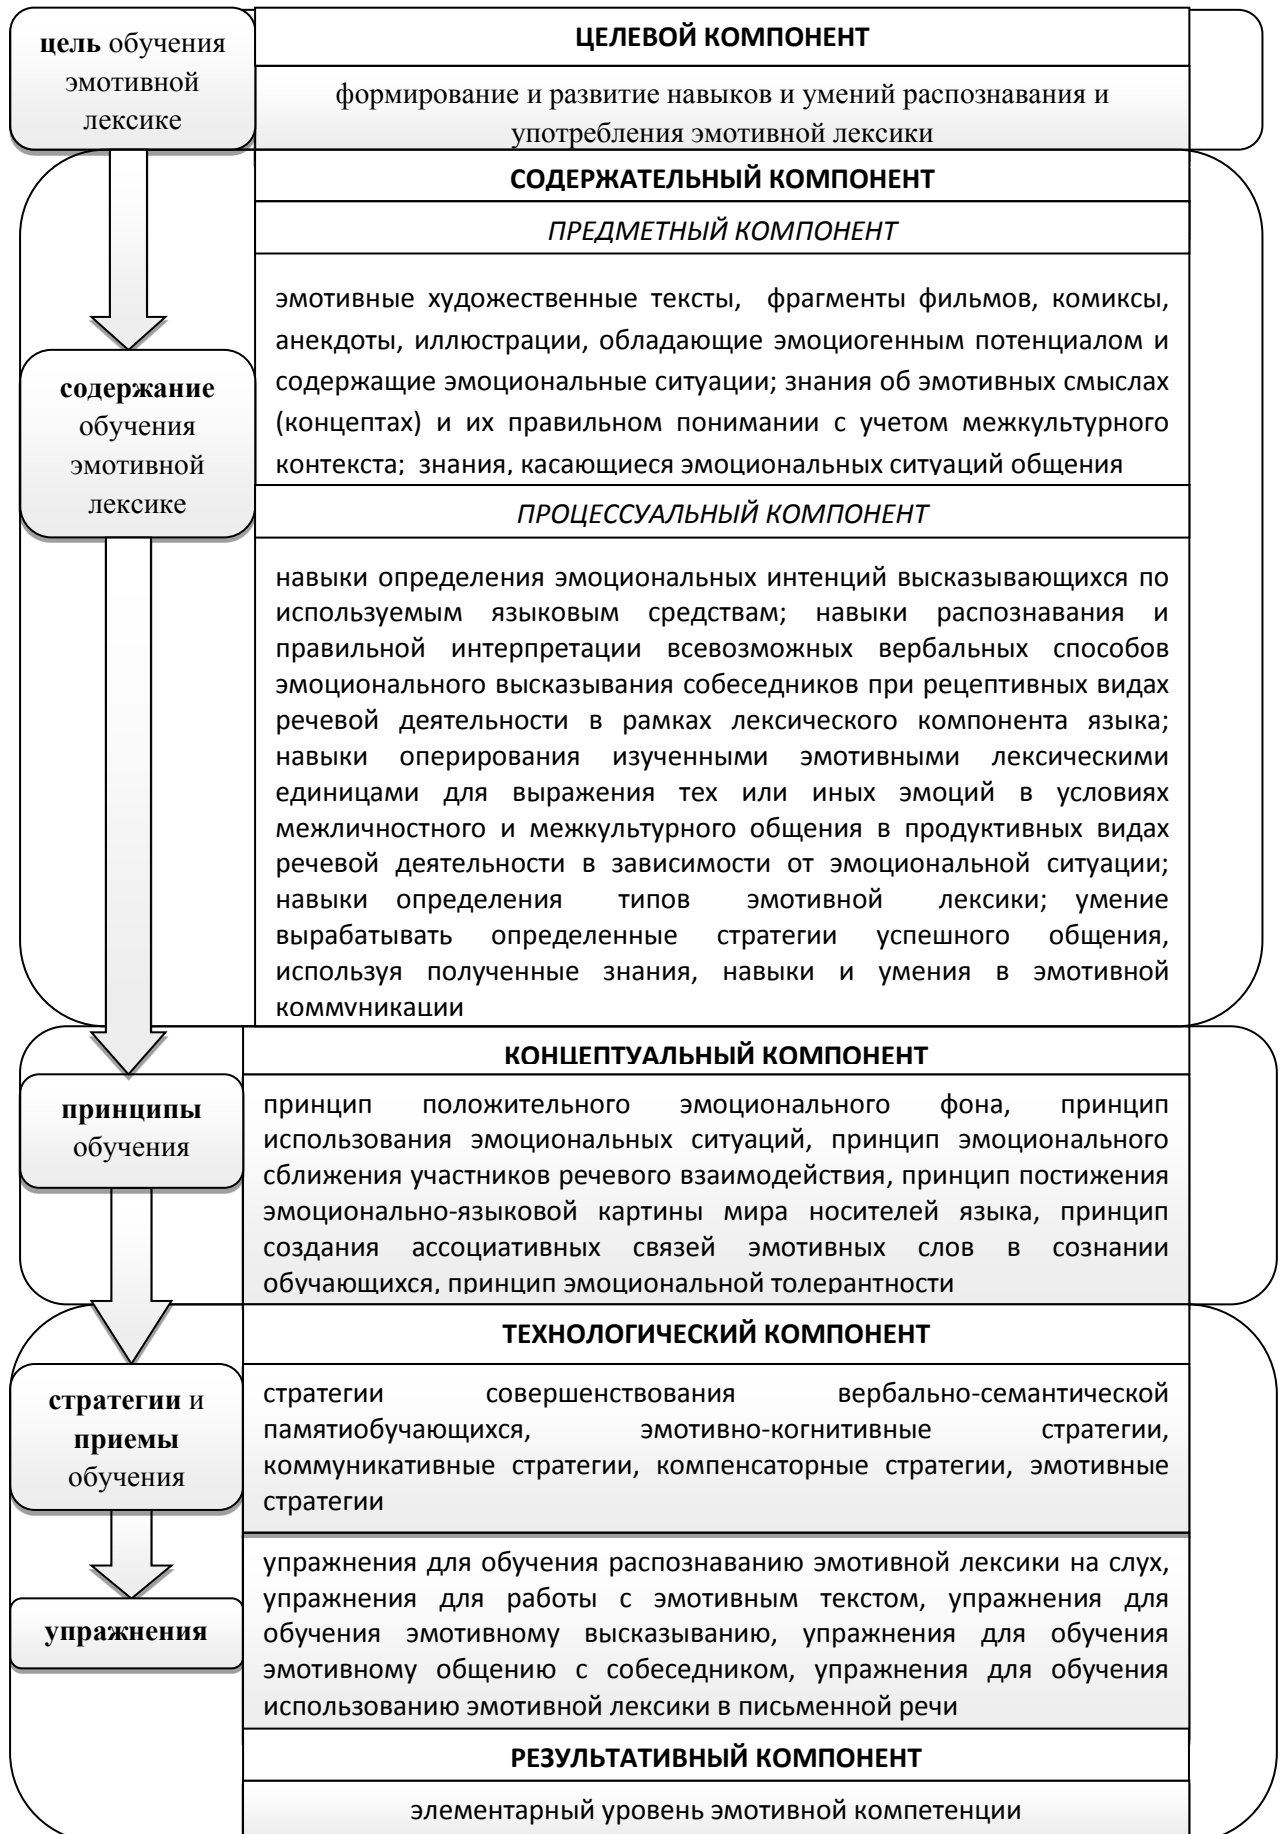 цель обучения
эмотивной
лексике
ЦЕЛЕВОЙ КОМПОНЕНТ
формирование и развитие навыков и умений распознавания и
употребления эмотивной лексики
СОДЕРЖАТЕЛЬНЫЙ КОМПОНЕНТ
ПРЕДМЕТНЫЙ КОМПОНЕНТ
содержание
обучения
эмотивной
лексике
эмотивные художественные тексты, фрагменты фильмов, комиксы,
анекдоты, иллюстрации, обладающие эмоциогенным потенциалом и
содержащие эмоциональные ситуации; знания об эмотивных смыслах
(концептах) и их правильном понимании с учетом межкультурного
контекста; знания, касающиеся эмоциональных ситуаций общения
ПРОЦЕССУАЛЬНЫЙ КОМПОНЕНТ
навыки определения эмоциональных интенций высказывающихся по
используемым языковым средствам; навыки распознавания и
правильной интерпретации всевозможных вербальных способов
эмоционального высказывания собеседников при рецептивных видах
речевой деятельности в рамках лексического компонента языка;
навыки оперирования изученными эмотивными лексическими
единицами для выражения тех или иных эмоций в условиях
межличностного и межкультурного общения в продуктивных видах
речевой деятельности в зависимости от эмоциональной ситуации;
навыки определения типов эмотивной лексики; умение
вырабатывать определенные стратегии успешного общения,
используя полученные знания, навыки и умения в эмотивной
коммуникации
КОНЦЕПТУАЛЬНЫЙ КОМПОНЕНТ
принципы
обучения
принцип положительного эмоционального фона, принцип
использования эмоциональных ситуаций, принцип эмоционального
сближения участников речевого взаимодействия, принцип постижения
эмоционально-языковой картины мира носителей языка, принцип
создания ассоциативных связей эмотивных слов в сознании
обучающихся, принцип эмоциональной толерантности
ТЕХНОЛОГИЧЕСКИЙ КОМПОНЕНТ
стратегии и
приемы
обучения
стратегии совершенствования вербально-семантической
памятиобучающихся, эмотивно-когнитивные стратегии,
коммуникативные стратегии, компенсаторные стратегии, эмотивные
стратегии
упражнения
упражнения для обучения распознаванию эмотивной лексики на слух,
упражнения для работы с эмотивным текстом, упражнения для
обучения эмотивному высказыванию, упражнения для обучения
эмотивному общению с собеседником, упражнения для обучения
использованию эмотивной лексики в письменной речи
РЕЗУЛЬТАТИВНЫЙ КОМПОНЕНТ
элементарный уровень эмотивной компетенции